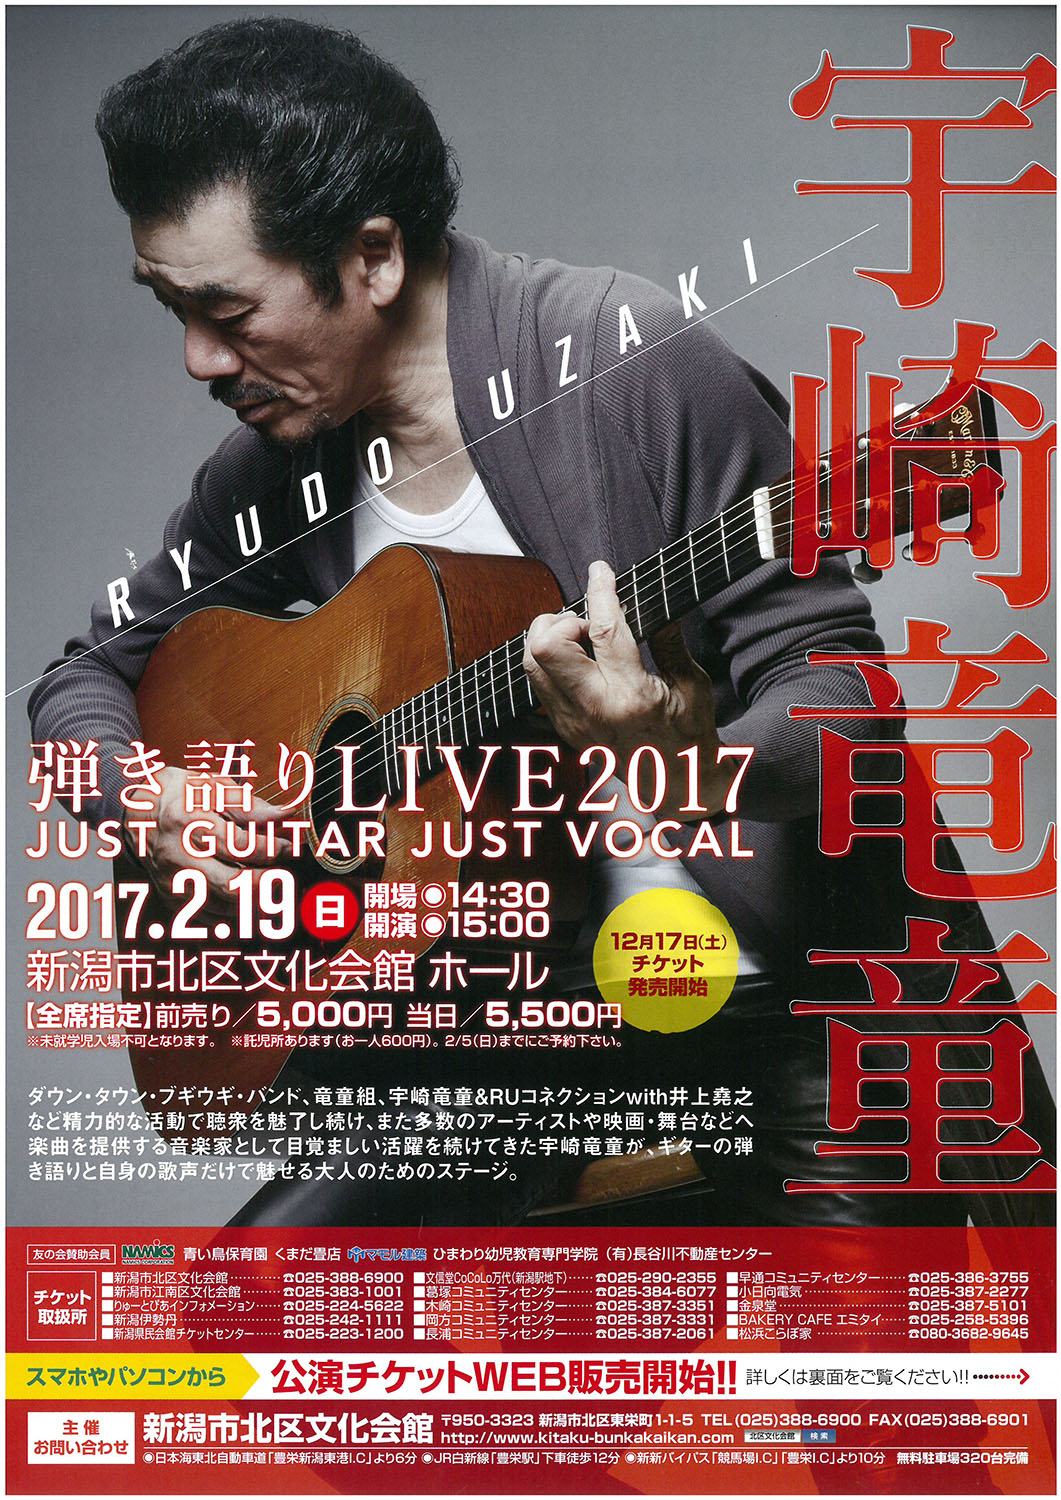 宇崎竜童
RYUDO UZAKI
Martin & Co
EST. 1833
弾き語りLIVE2017
JUST GUITAR JUST VOCAL
2017.2.19 日 開場◉14:30
開演◉15:00
新潟市北区文化会館 ホール
【全席指定】前売り／5,000円 当日／5,500円
※未就学児入場不可となります。 ※託児所あります(お一人600円)。2/5(日)までにご予約下さい。
12月17日(土)
チケット
発売開始
ダウン・タウン・ブギウギ・バンド、竜童組、宇崎竜童&RUコネクションwith井上堯之
など精力的な活動で聴衆を魅了し続け、また多数のアーティストや映画・舞台などへ
楽曲を提供する音楽家として目覚ましい活躍を続けてきた宇崎竜童が、ギターの弾
き語りと自身の歌声だけで魅せる大人のためのステージ。
友の会賛助会員 NAMICS NAMICS CORPORATION 青い鳥保育園 くまだ畳店 マモル建築 ひまわり幼児教育専門学院 (有)長谷川不動産センター
チケット
取扱所
■新潟市北区文化会館……☎025-388-6900
■新潟市江南区文化会館……☎025-383-1001
■りゅーとぴあインフォメーション……☎025-224-5622
■新潟伊勢丹……☎025-242-1111
■新潟県民会館チケットセンター……☎025-223-1200
■文信堂CoCoLo万代(新潟駅地下)……☎025-290-2355
■葛塚コミュニティセンター……☎025-384-6077
■木崎コミュニティセンター……☎025-387-3351
■岡方コミュニティセンター……☎025-387-3331
■長浦コミュニティセンター……☎025-387-2061
■早通コミュニティセンター……☎025-386-3755
■小日向電気……☎025-387-2277
■金泉堂……☎025-387-5101
■BAKERY CAFE エミタイ……☎025-258-5396
■松浜こらぼ家……☎080-3682-9645
スマホやパソコンから 公演チケットWEB販売開始!! 詳しくは裏面をご覧ください!!
主催
お問い合わせ
新潟市北区文化会館
〒950-3323 新潟市北区東栄町1-1-5 TEL(025)388-6900 FAX(025)388-6901
http://www.kitaku-bunkakaikan.com 北区文化会館 検索
◉日本海東北自動車道「豊栄新潟東港I.C」より6分 ◉JR白新線「豊栄駅」下車徒歩12分 ◉新新バイパス「競馬場I.C」「豊栄I.C」より10分 無料駐車場320台完備